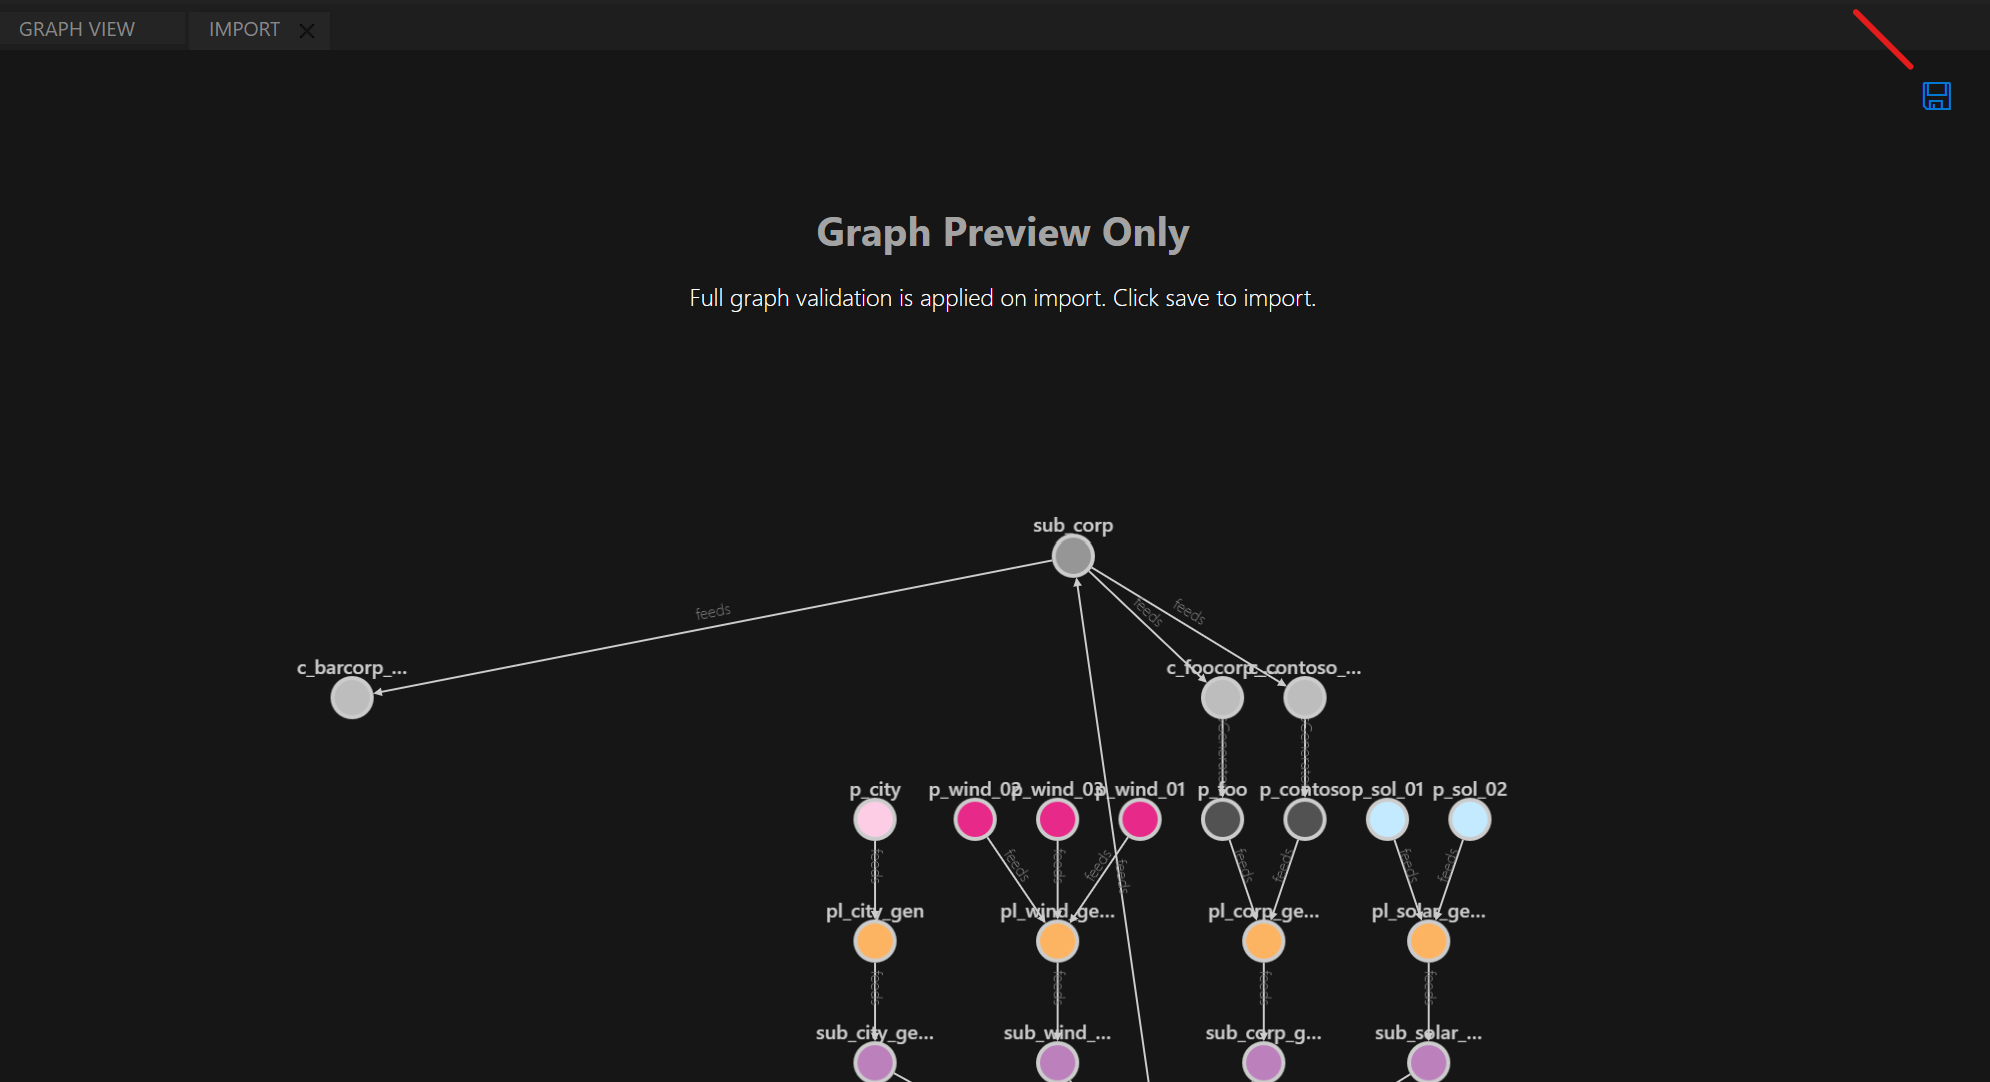 GRAPH VIEW
IMPORT
Graph Preview Only
Full graph validation is applied on import. Click save to import.
sub_corp
feeds
feeds
feeds
c_barcorp_...
c_foocorp_
c_contoso_...
p_city
p_wind_02
p_wind_03
p_wind_01
p_foo
p_contoso
p_sol_01
p_sol_02
feeds
feeds
feeds
feeds
feeds
feeds
feeds
feeds
feeds
pl_city_gen
pl_wind_ge...
pl_corp_ge...
pl_solar_ge...
feeds
feeds
feeds
feeds
sub_city_ge...
sub_wind_...
sub_corp_g...
sub_solar_...